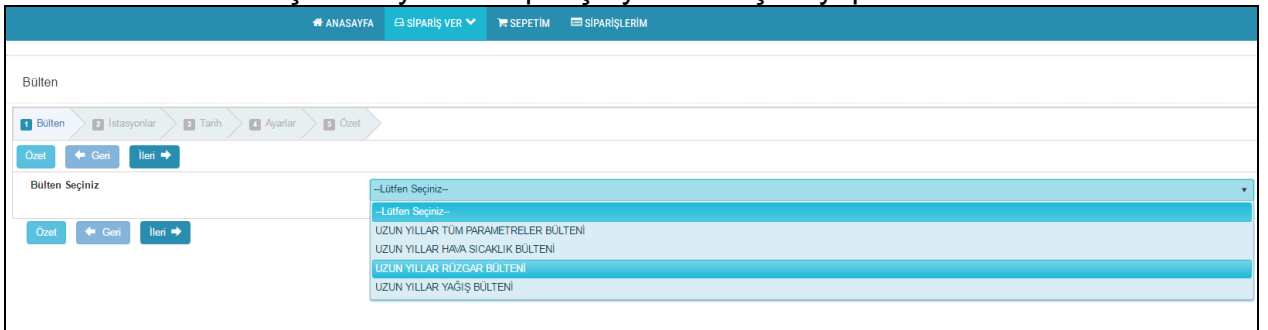 ANASAYFA SİPARİŞ VER SEPETİM SİPARİŞLERİM
Bülten
1 Bülten 2 İstasyonlar 3 Tarih 4 Ayarlar 5 Özet
Özet Geri İleri
Bülten Seçiniz --Lütfen Seçiniz--
--Lütfen Seçiniz--
UZUN YILLAR TÜM PARAMETRELER BÜLTENİ
UZUN YILLAR HAVA SICAKLIK BÜLTENİ
UZUN YILLAR RÜZGAR BÜLTENİ
UZUN YILLAR YAĞIŞ BÜLTENİ
Özet Geri İleri